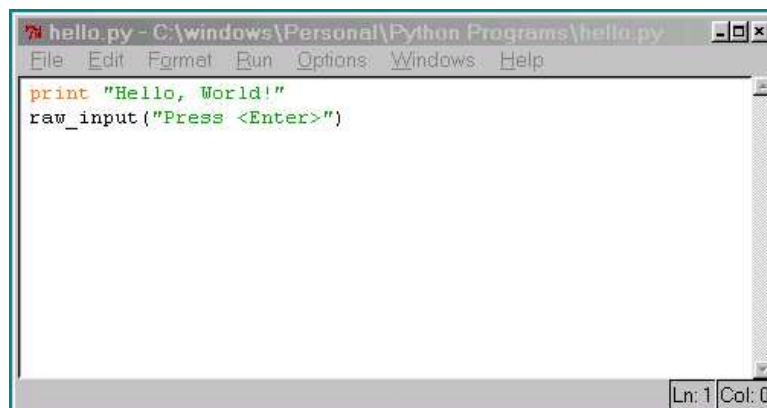 hello.py - C:\windows\Personal\Python Programs\hello.py
File Edit Format Run Options Windows Help
print "Hello, World!"
raw_input("Press <Enter>")
Ln: 1 Col: 0